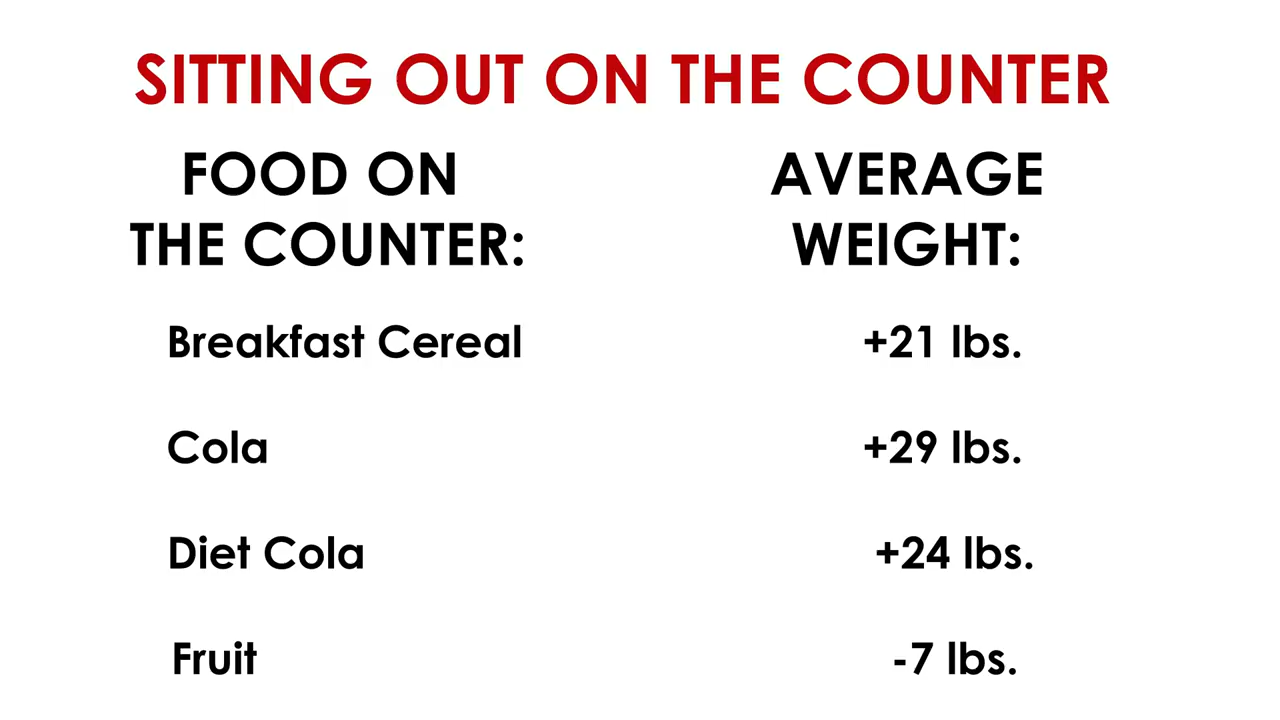 SITTING OUT ON THE COUNTER
FOOD ON
THE COUNTER:
AVERAGE
WEIGHT:
Breakfast Cereal
+21 lbs.
Cola
+29 lbs.
Diet Cola
+24 lbs.
Fruit
-7 lbs.